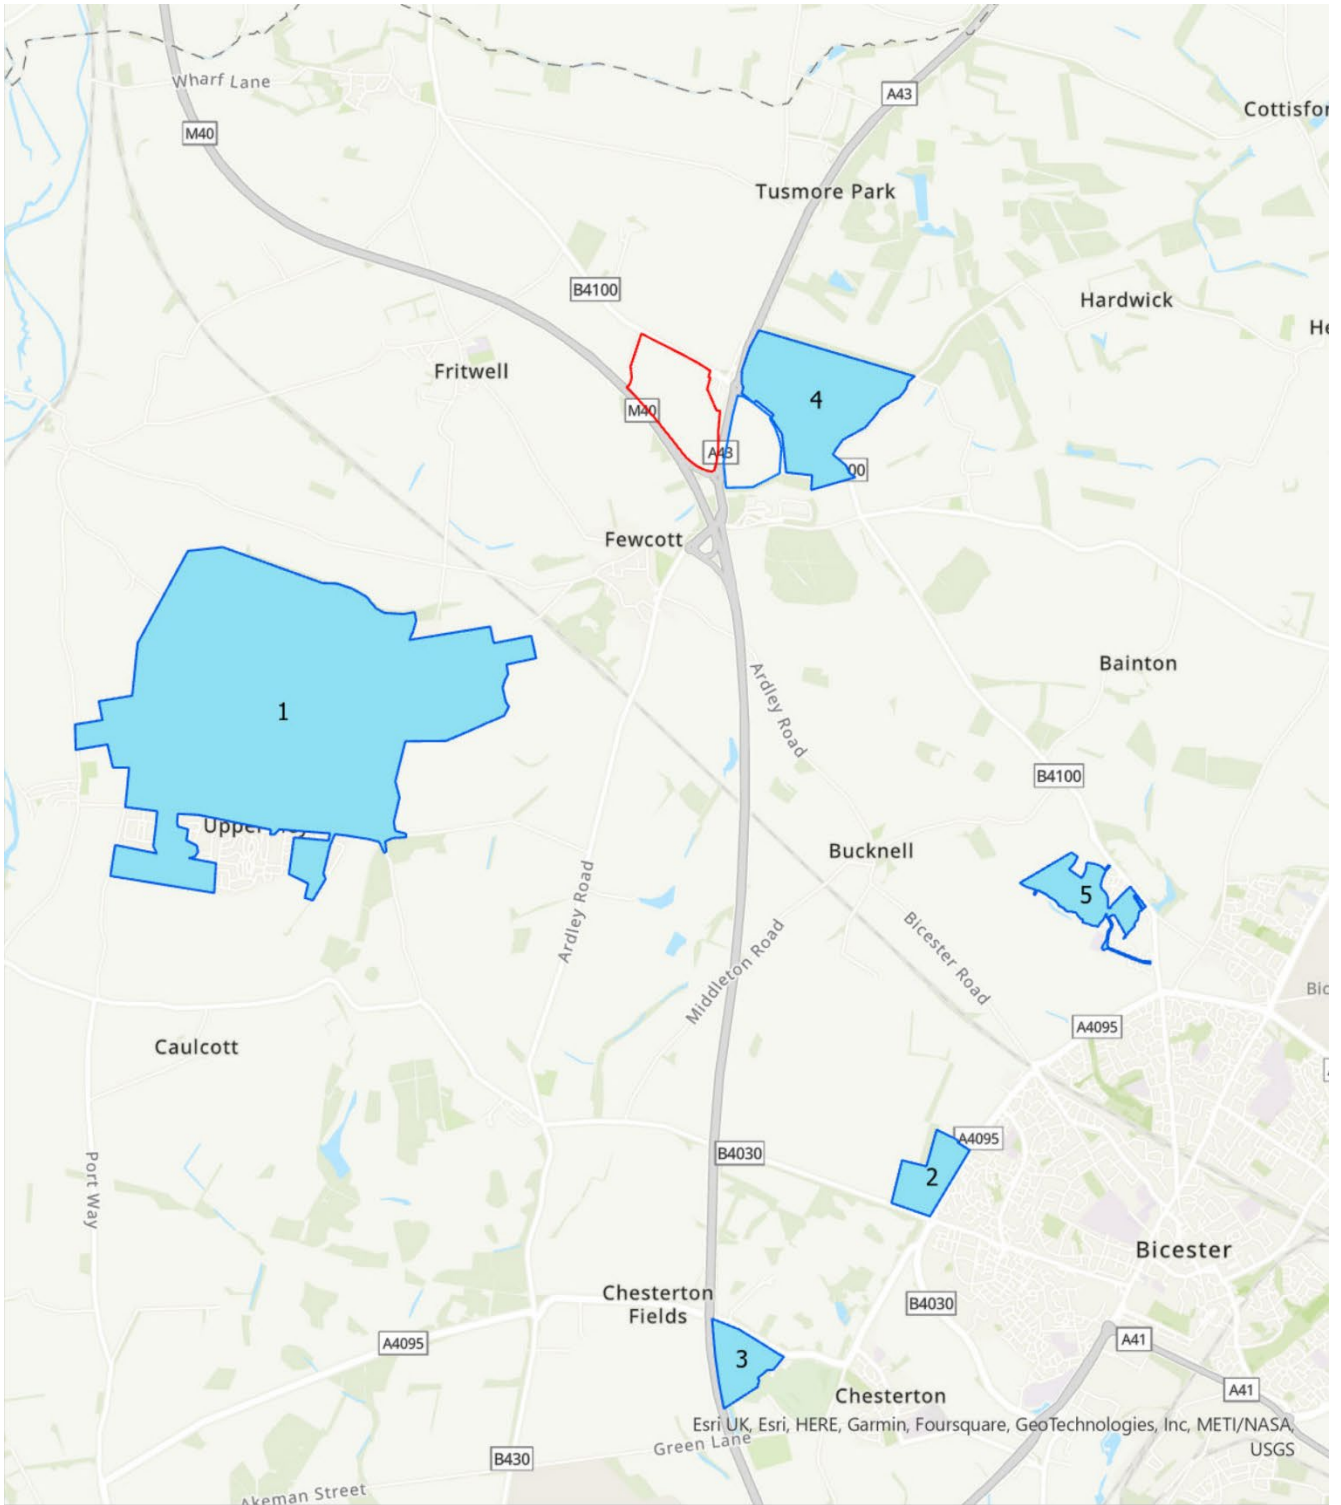 Wharf Lane
A43
Cottisfor
M40
Tusmore Park
B4100
Hardwick
He
Fritwell
4
M40
A43
00
Fewcott
Bainton
1
Ardley Road
B4100
Upper
Bucknell
5
Ardley Road
Middleton Road
Bicester Road
Bic
A4095
Caulcott
A4095
B4030
2
Port Way
Bicester
Chesterton
Fields
B4030
A41
A4095
3
A41
Chesterton
Esri UK, Esri, HERE, Garmin, Foursquare, GeoTechnologies, Inc, METI/NASA,
USGS
Green Lane
B430
Akeman Street